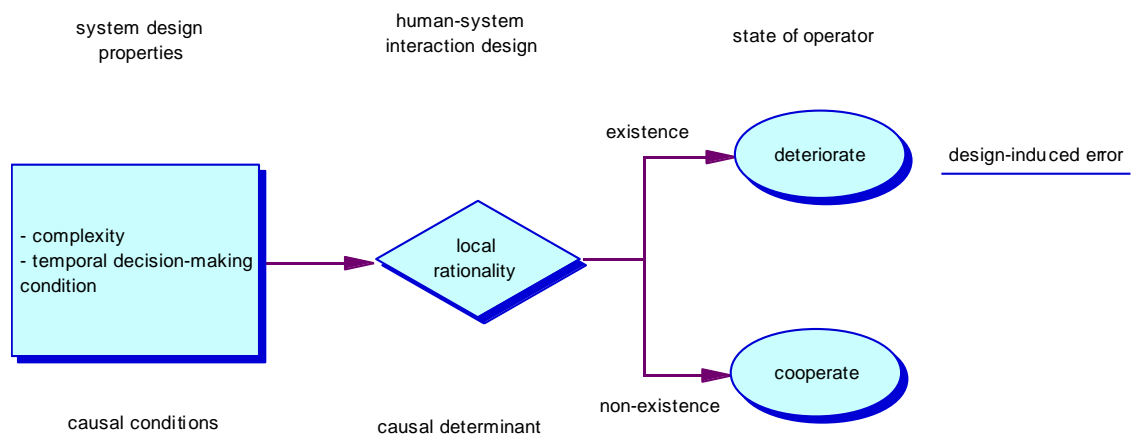 system design
properties
human-system
interaction design
state of operator
existence
deteriorate
design-induced error
- complexity
- temporal decision-making
condition
local
rationality
cooperate
non-existence
causal conditions
causal determinant